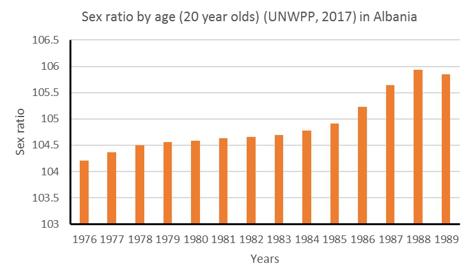 Sex ratio by age (20 year olds) (UNWPP, 2017) in Albania
106.5
106
105.5
105
104.5
104
103.5
103
Sex ratio
1976 1977 1978 1979 1980 1981 1982 1983 1984 1985 1986 1987 1988 1989
Years